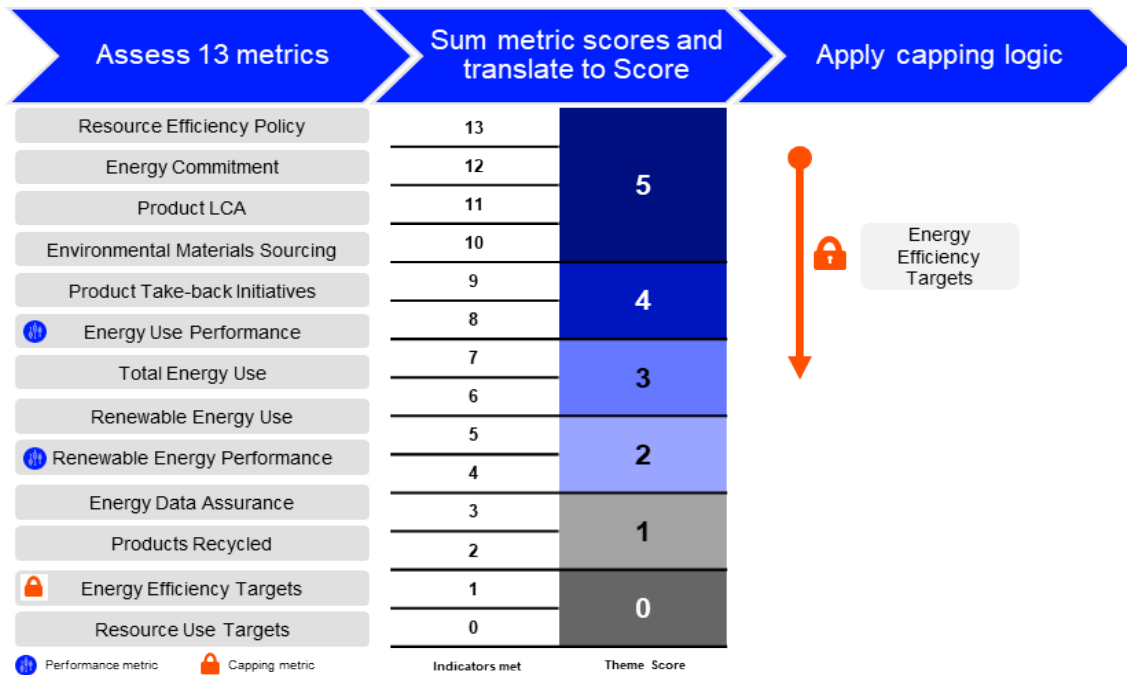 Assess 13 metrics
Sum metric scores and
translate to Score
Apply capping logic
Resource Efficiency Policy
Energy Commitment
Product LCA
Environmental Materials Sourcing
Product Take-back Initiatives
Energy Use Performance
Total Energy Use
Renewable Energy Use
Renewable Energy Performance
Energy Data Assurance
Products Recycled
Energy Efficiency Targets
Resource Use Targets
Performance metric
Capping metric
13
12
11
10
9
8
7
6
5
4
3
2
1
0
Indicators met
5
4
3
2
1
0
Theme Score
Energy
Efficiency
Targets